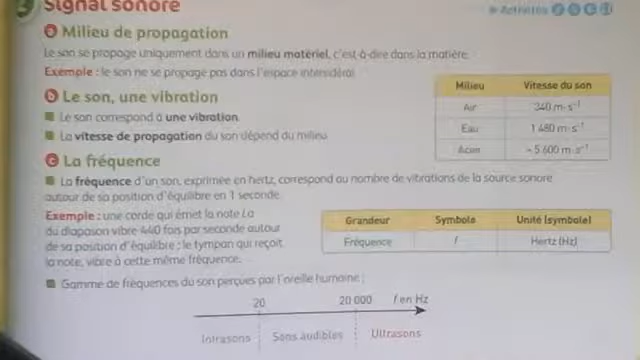 Signal sonore
Activités
a Milieu de propagation
Le son se propage uniquement dans un milieu matériel, c'est-à-dire dans la matière.
Exemple : le son ne se propage pas dans l'espace intersidéral.
Milieu Vitesse du son
Air 340 m·s⁻¹
Eau 1 480 m·s⁻¹
Acier ≈ 5 600 m·s⁻¹
b Le son, une vibration
Le son correspond à une vibration.
La vitesse de propagation du son dépend du milieu.
c La fréquence
La fréquence d'un son, exprimée en hertz, correspond au nombre de vibrations de la source sonore
autour de sa position d'équilibre en 1 seconde.
Exemple : une corde qui émet la note La
du diapason vibre 440 fois par seconde autour
de sa position d'équilibre ; le tympan qui reçoit
la note, vibre à cette même fréquence.
Grandeur Symbole Unité (symbole)
Fréquence f Hertz (Hz)
Gamme de fréquences du son perçues par l'oreille humaine :
20 20 000 f en Hz
Infrasons Sons audibles Ultrasons